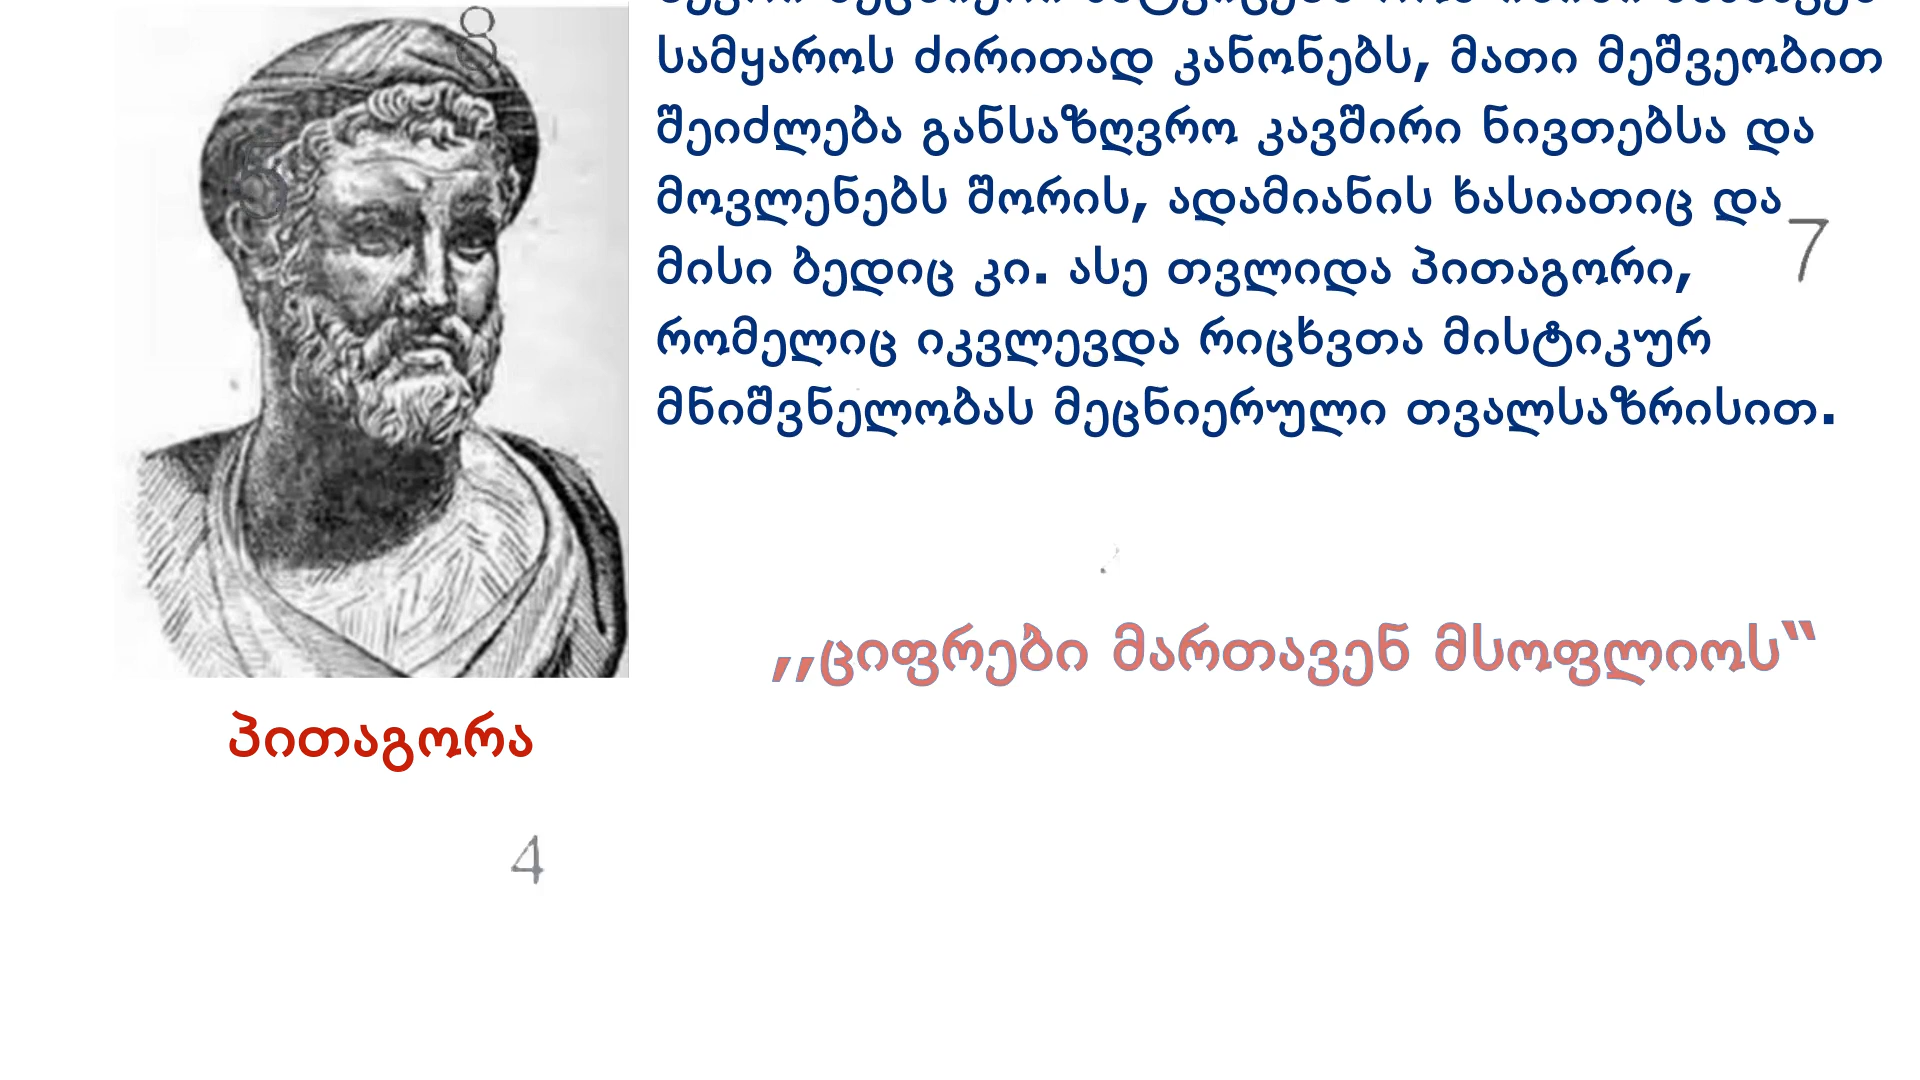 სამყაროს ძირითად კანონებს, მათი მეშვეობით
შეიძლება განსაზღვრო კავშირი ნივთებსა და
მოვლენებს შორის, ადამიანის ხასიათიც და
მისი ბედიც კი. ასე თვლიდა პითაგორი,
რომელიც იკვლევდა რიცხვთა მისტიკურ
მნიშვნელობას მეცნიერული თვალსაზრისით.
8
5
7
,,ციფრები მართავენ მსოფლიოს“
პითაგორა
4